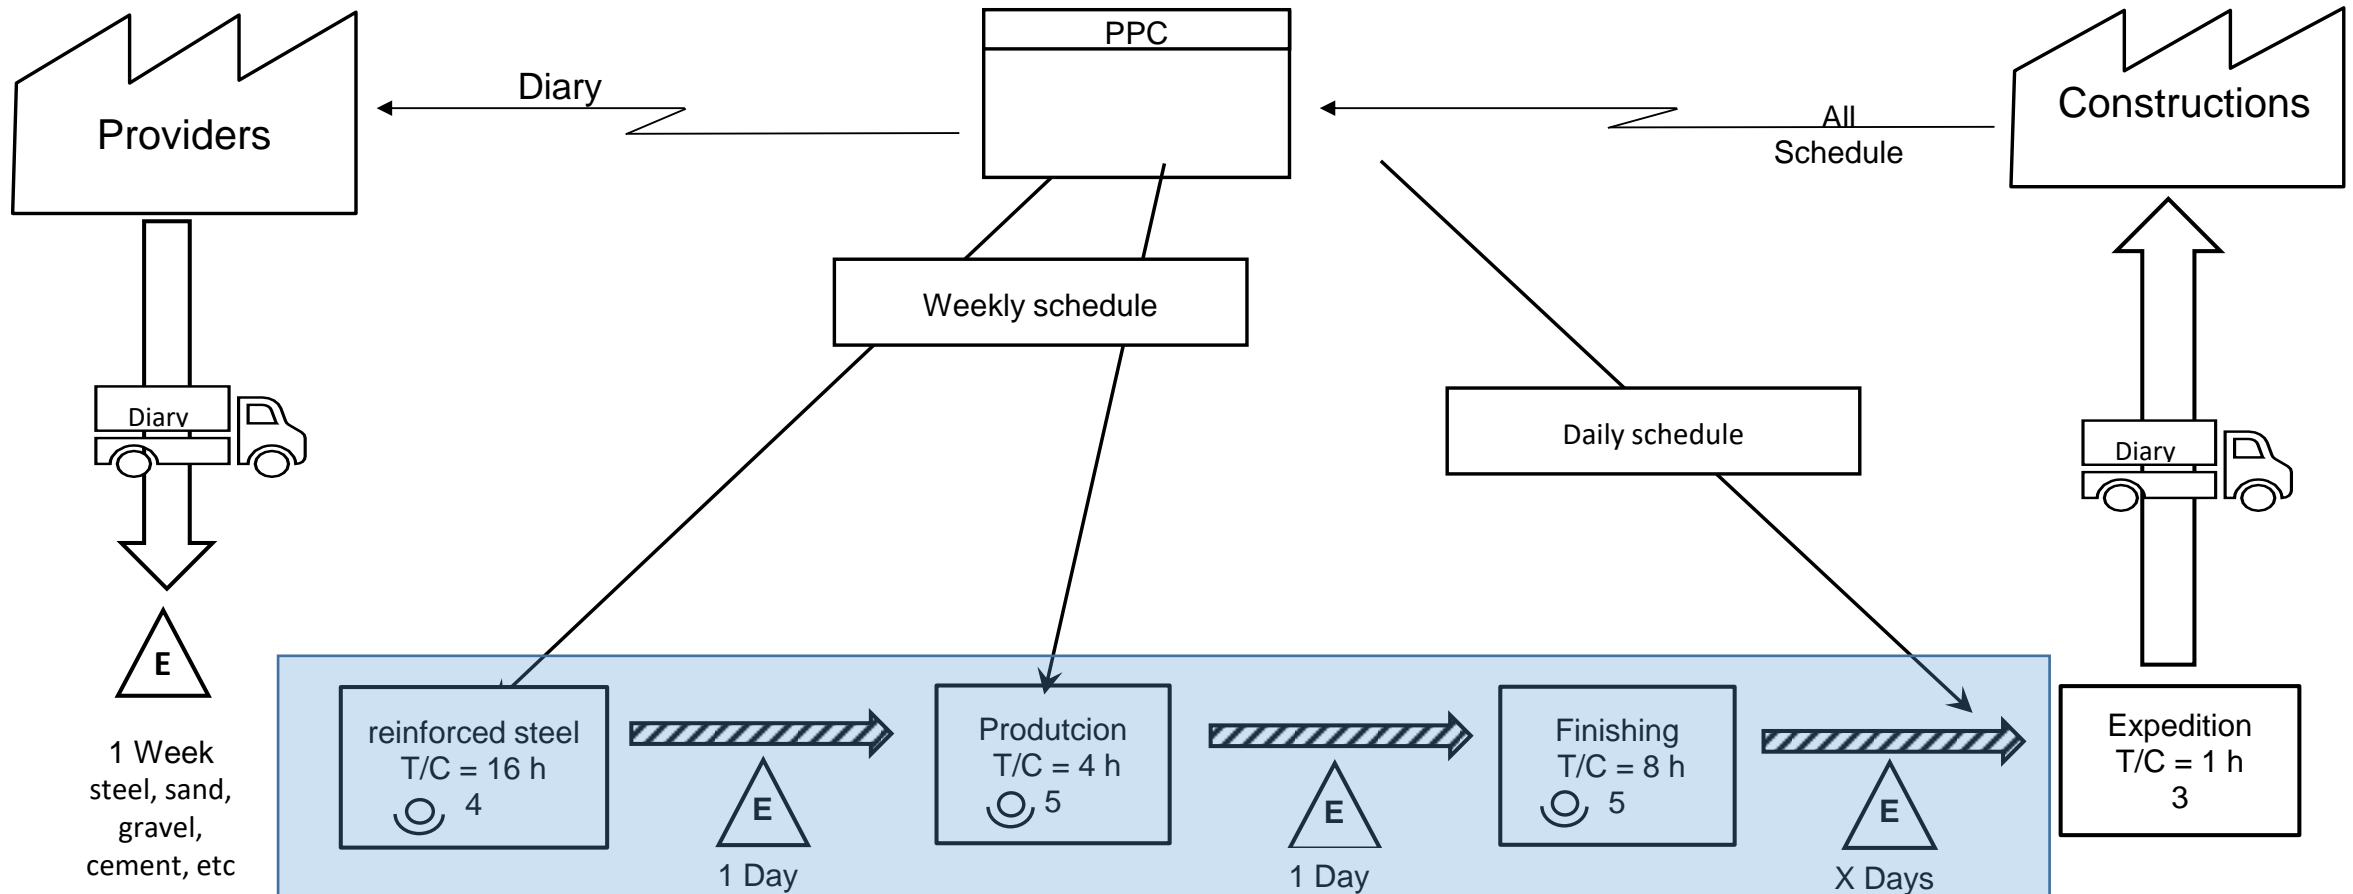 PPC
Providers
Diary
All
Schedule
Constructions
Weekly schedule
Daily schedule
Diary
Diary
E
1 Week
steel, sand,
gravel,
cement, etc
reinforced steel
T/C = 16 h
4
E
1 Day
Produtcion
T/C = 4 h
5
E
1 Day
Finishing
T/C = 8 h
5
E
X Days
Expedition
T/C = 1 h
3